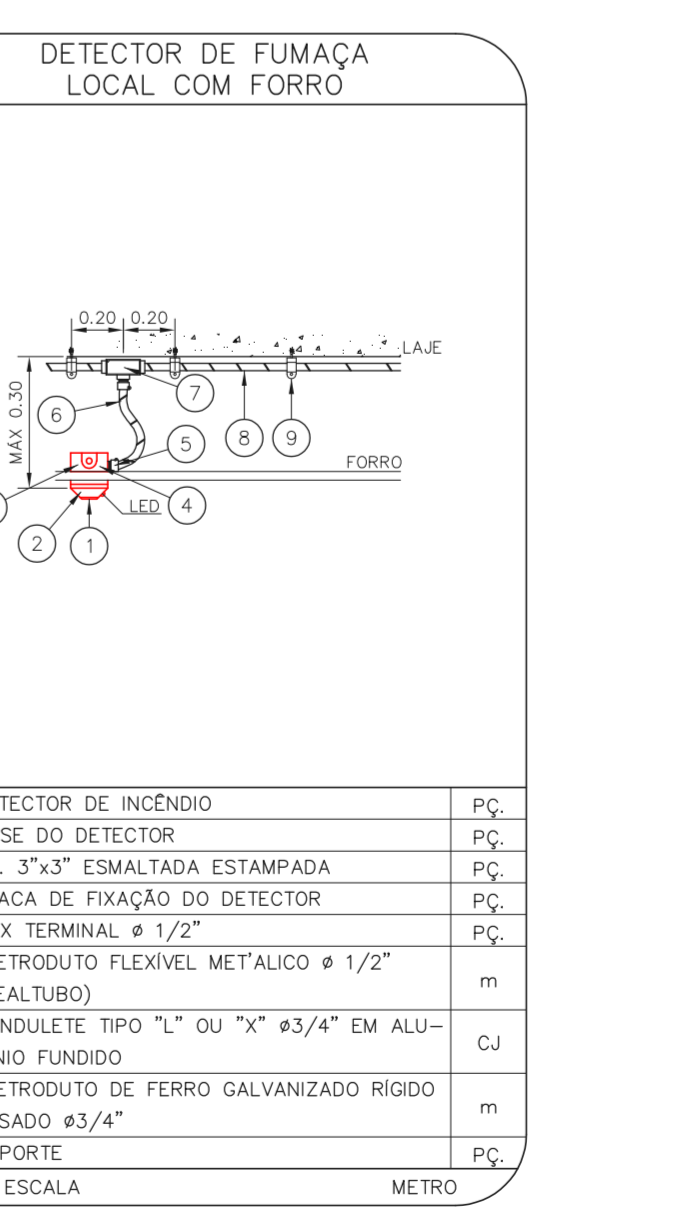 DETECTOR DE FUMAÇA
LOCAL COM FORRO
0.20 0.20
LAJE
MÁX 0.30
6
7
5
8
9
FORRO
LED
4
2
1
TECTOR DE INCÊNDIO PÇ.
SE DO DETECTOR PÇ.
. 3”x3” ESMALTADA ESTAMPADA PÇ.
ACA DE FIXAÇÃO DO DETECTOR PÇ.
X TERMINAL ø 1/2” PÇ.
ETRODUTO FLEXÍVEL MET'ALICO ø 1/2”
EALTUBO) m
NDULETE TIPO ”L” OU ”X” ø3/4” EM ALU–
NIO FUNDIDO CJ
ETRODUTO DE FERRO GALVANIZADO RÍGIDO
SADO ø3/4” m
PORTE PÇ.
ESCALA METRO